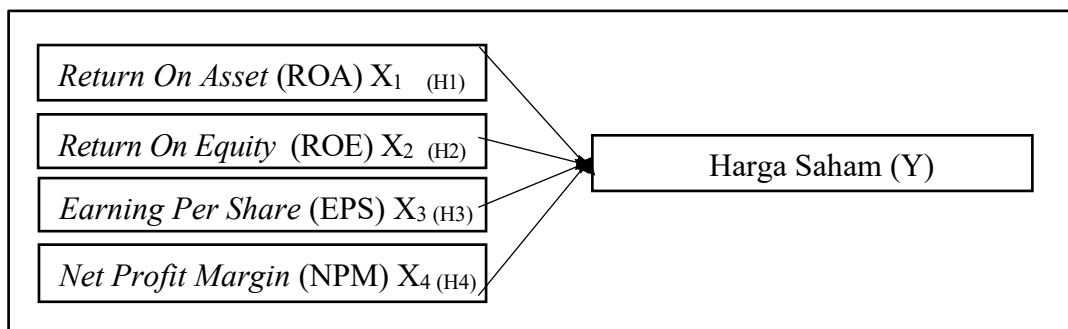 Return On Asset (ROA) X1 (H1)
Return On Equity (ROE) X2 (H2)
Earning Per Share (EPS) X3 (H3)
Net Profit Margin (NPM) X4 (H4)
Harga Saham (Y)